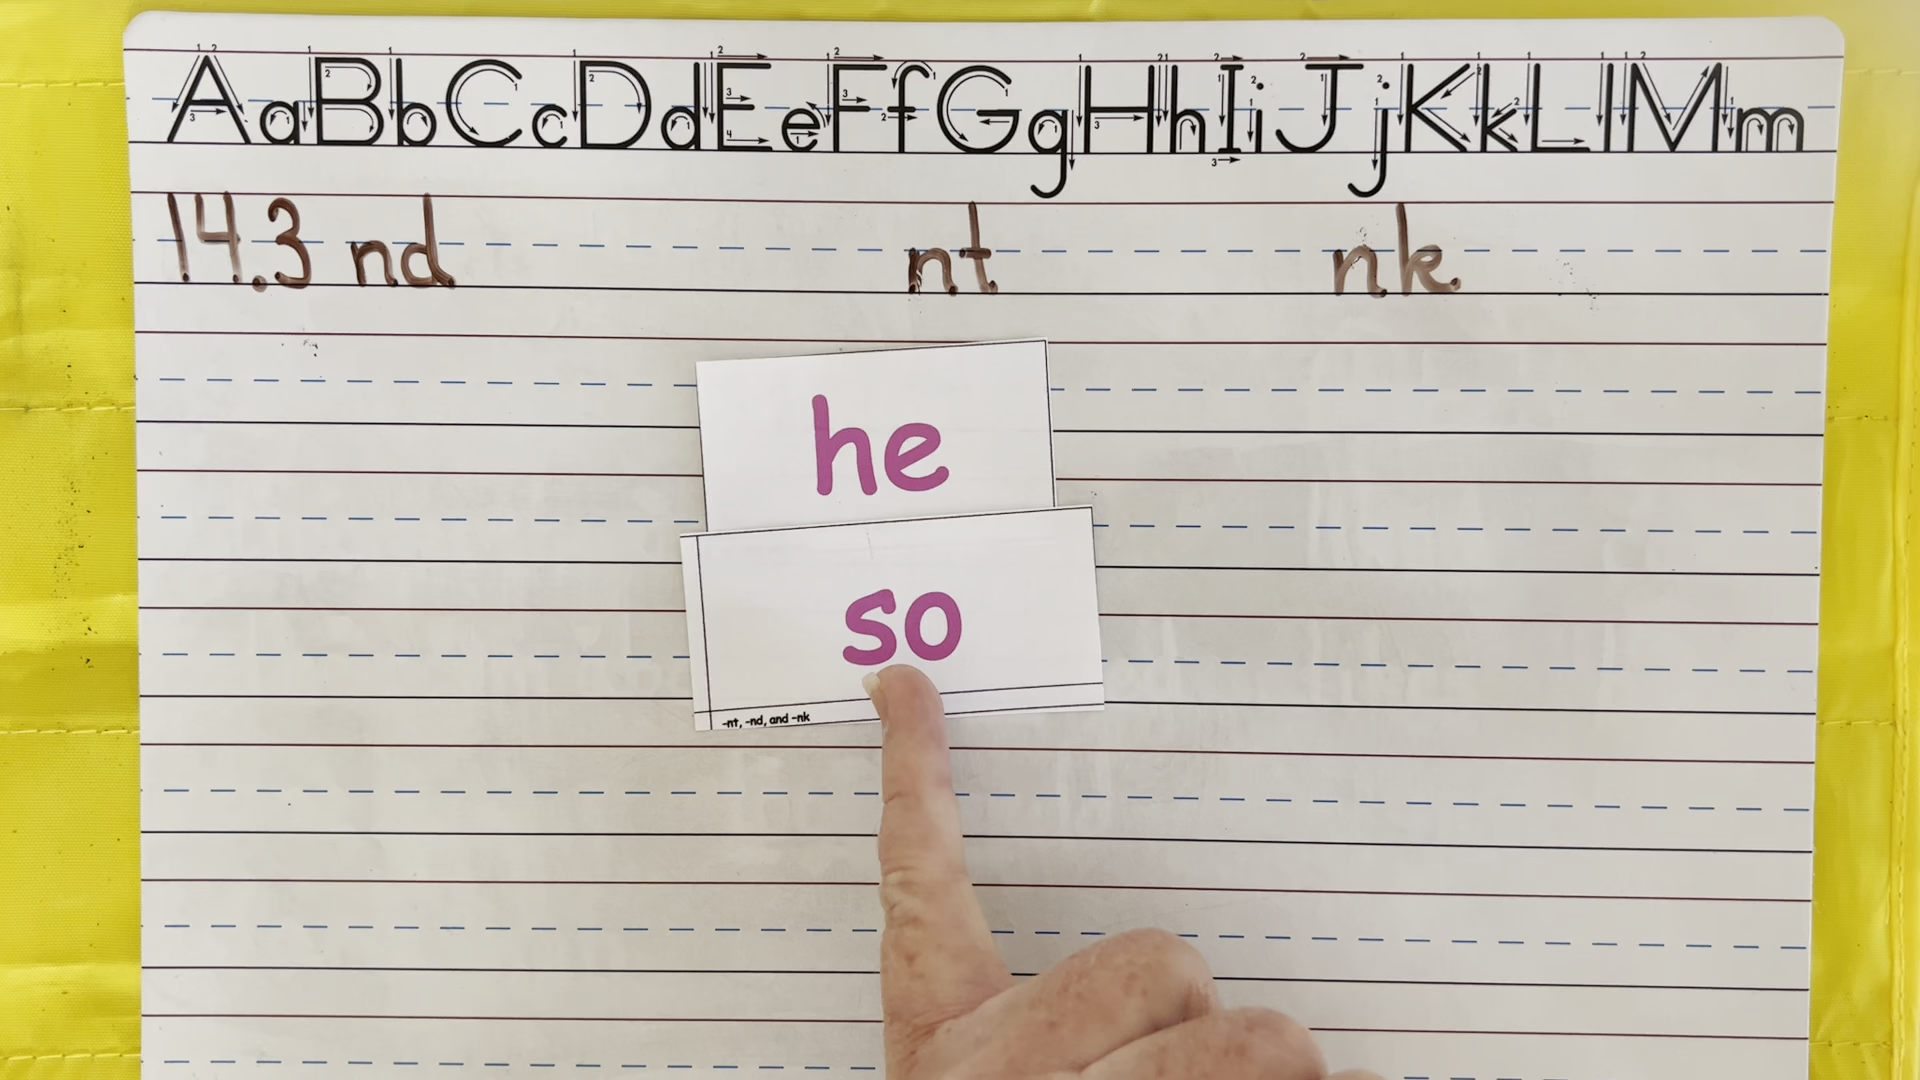 AaBbCcDdEeFfGgHhIiJjKkLlMm
14.3 nd nt nk
he
so
-nt, -nd, and -nk